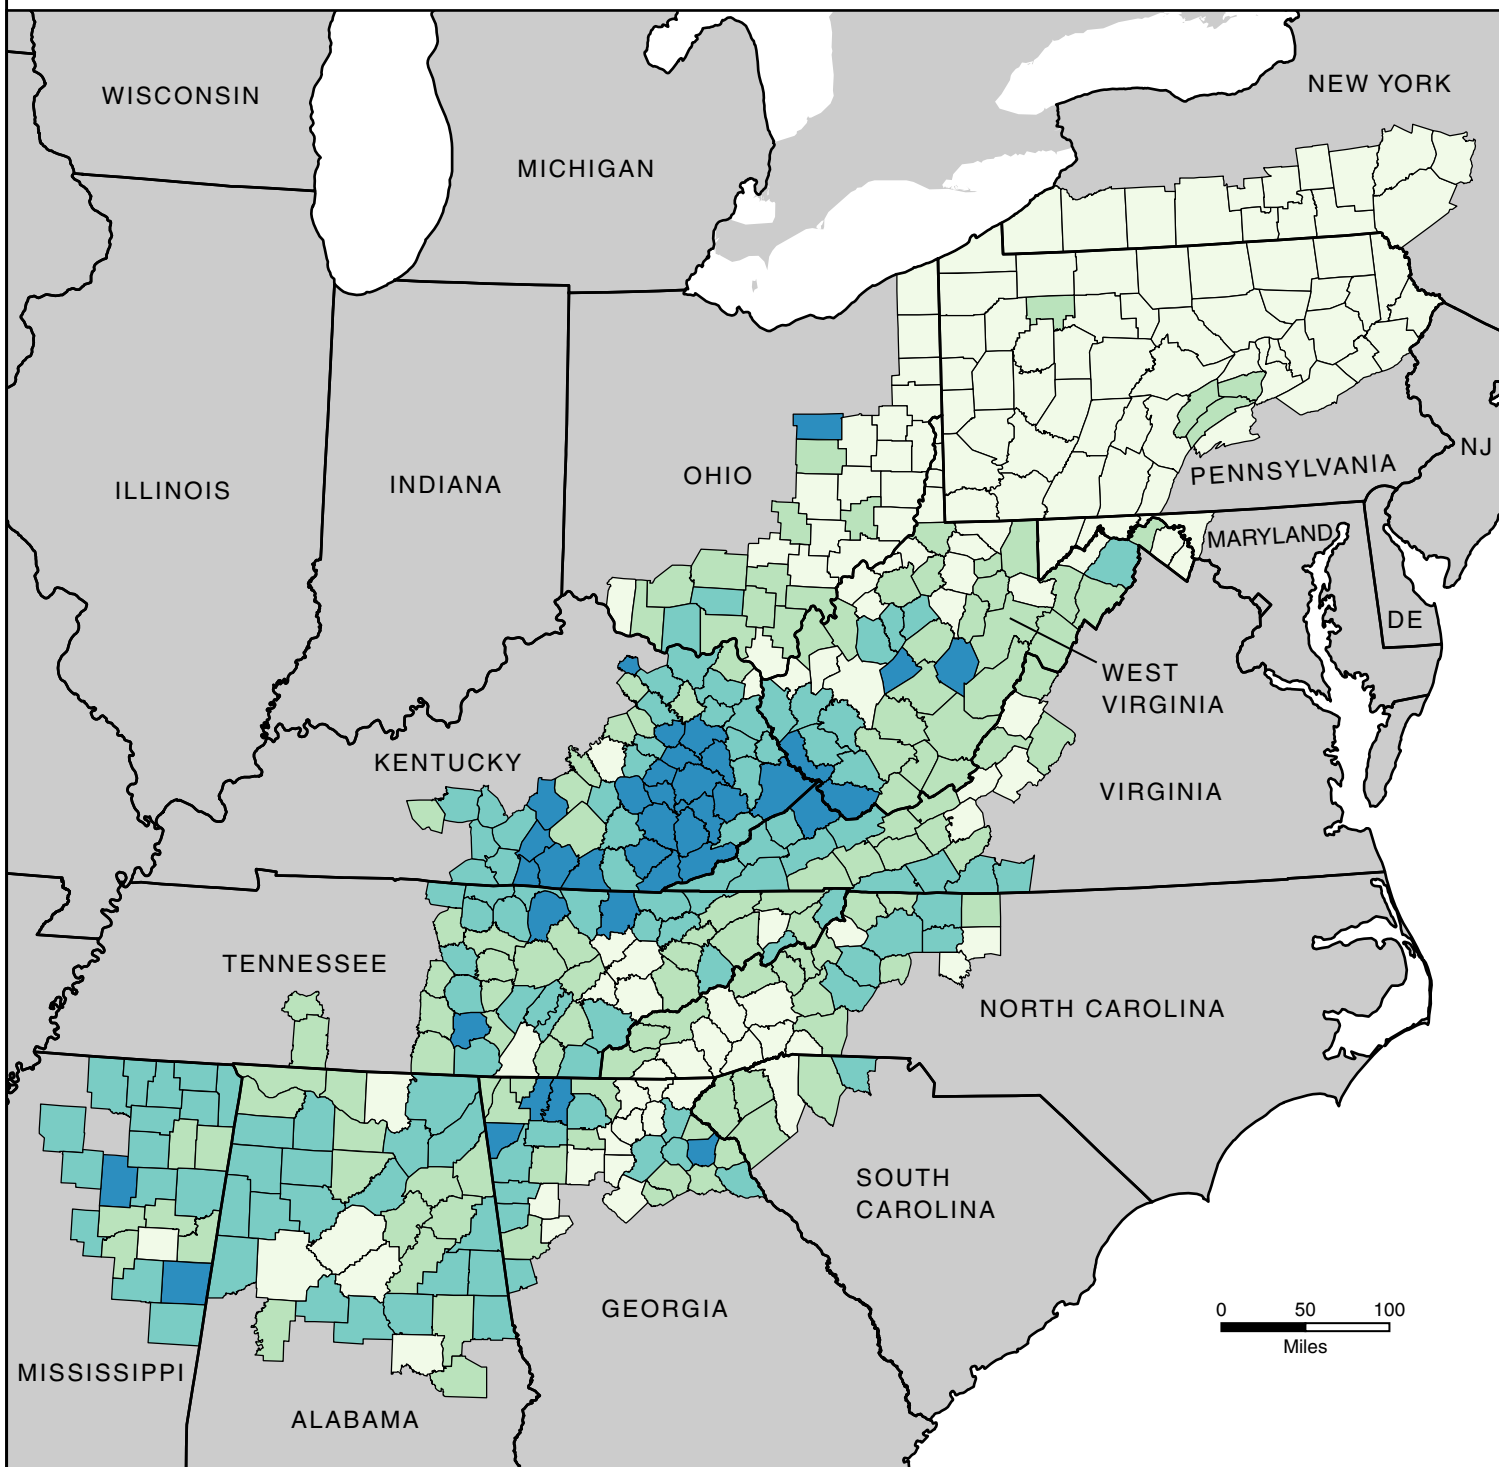 NEW YORK
WISCONSIN
MICHIGAN
NJ
PENNSYLVANIA
OHIO
INDIANA
ILLINOIS
MARYLAND
DE
WEST
VIRGINIA
KENTUCKY
VIRGINIA
TENNESSEE
NORTH CAROLINA
SOUTH
CAROLINA
GEORGIA
0 50 100
Miles
MISSISSIPPI
ALABAMA